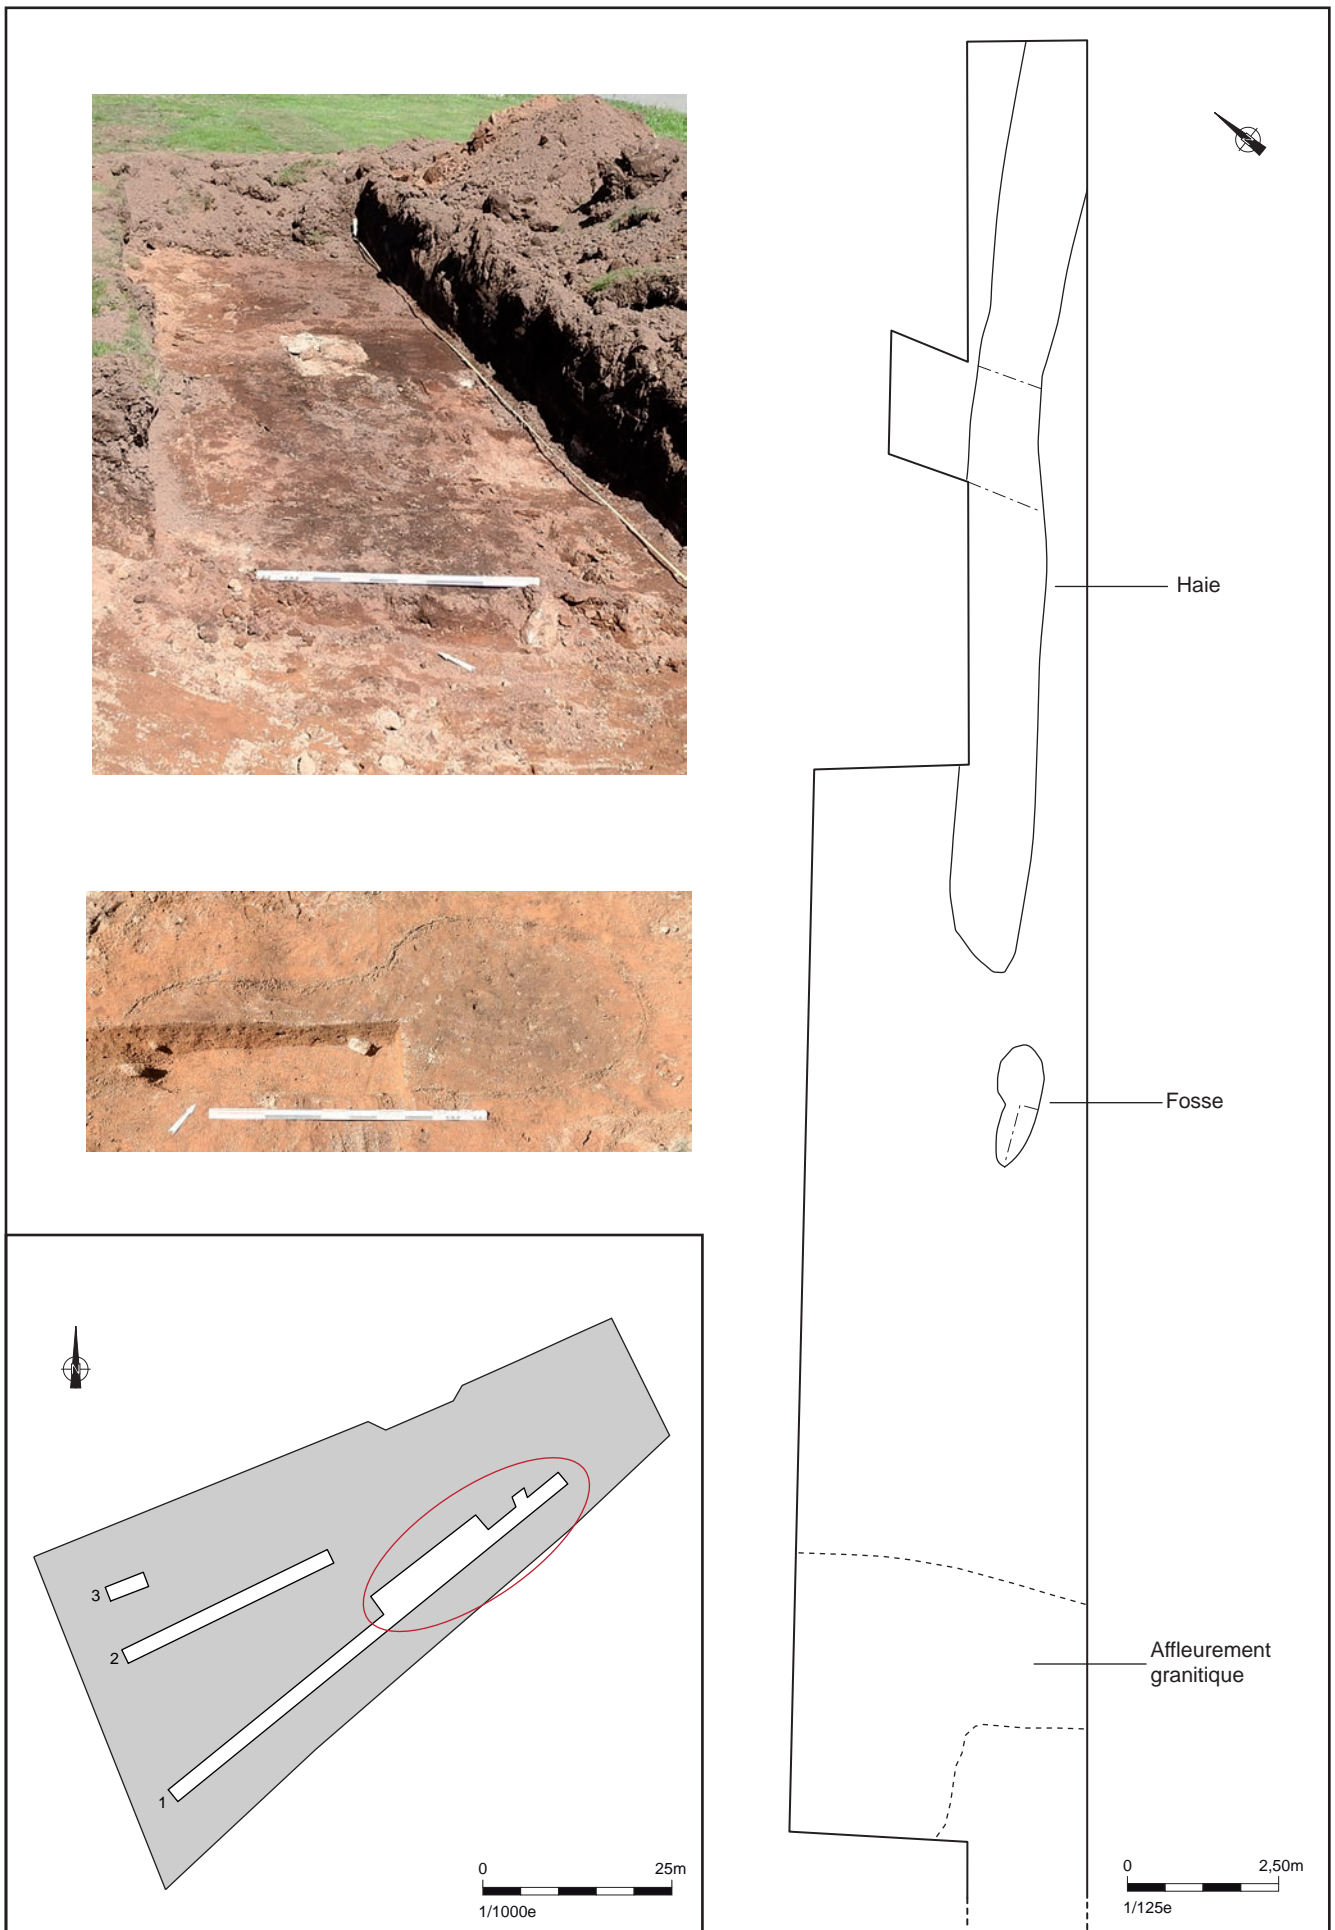 Haie
Fosse
Affleurement
granitique
0 2,50m
1/125e
N
3
2
1
0 25m
1/1000e